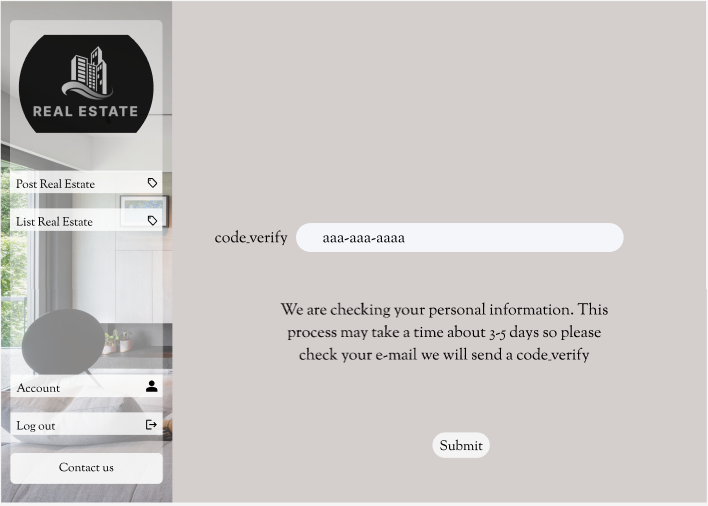 REAL ESTATE
Post Real Estate
List Real Estate
Account
Log out
Contact us
code_verify aaa-aaa-aaaa
We are checking your personal information. This
process may take a time about 3-5 days so please
check your e-mail we will send a code_verify
Submit